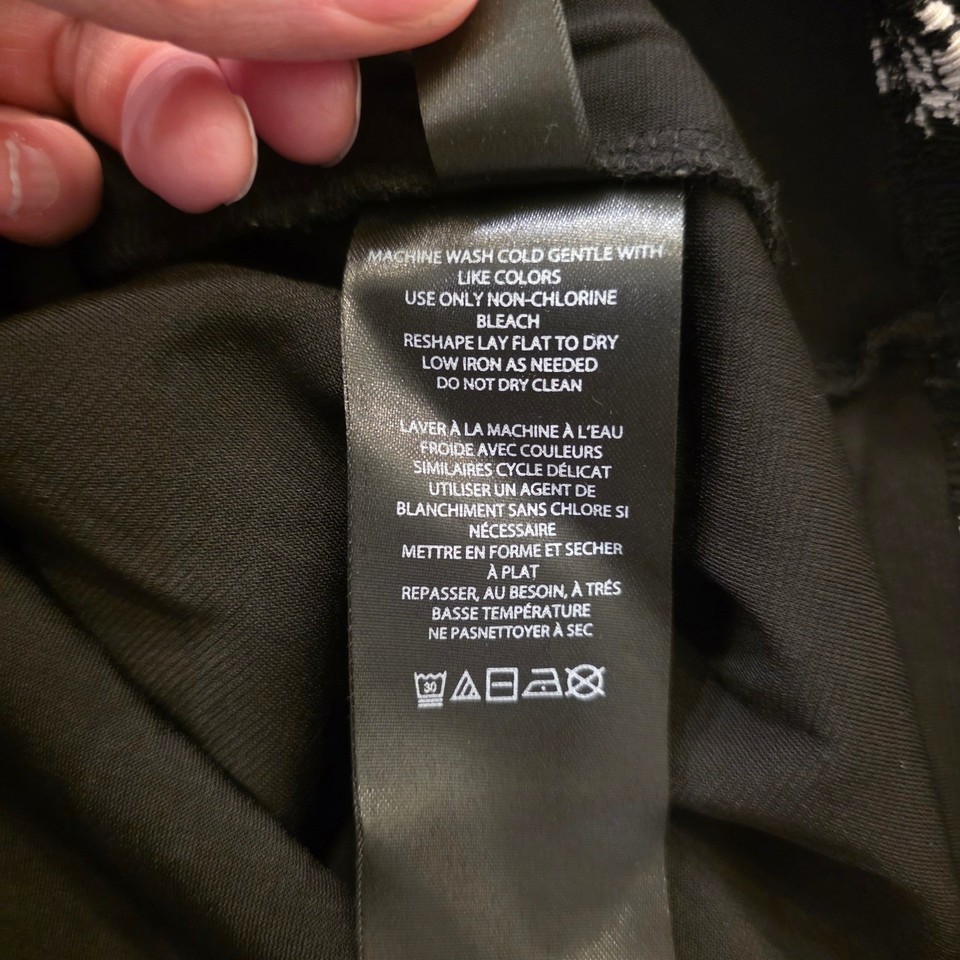 MACHINE WASH COLD GENTLE WITH
LIKE COLORS
USE ONLY NON-CHLORINE
BLEACH
RESHAPE LAY FLAT TO DRY
LOW IRON AS NEEDED
DO NOT DRY CLEAN
LAVER À LA MACHINE À L'EAU
FROIDE AVEC COULEURS
SIMILAIRES CYCLE DÉLICAT
UTILISER UN AGENT DE
BLANCHIMENT SANS CHLORE SI
NÉCESSAIRE
METTRE EN FORME ET SECHER
À PLAT
REPASSER, AU BESOIN, À TRÉS
BASSE TEMPÉRATURE
NE PASNETTOYER À SEC
30